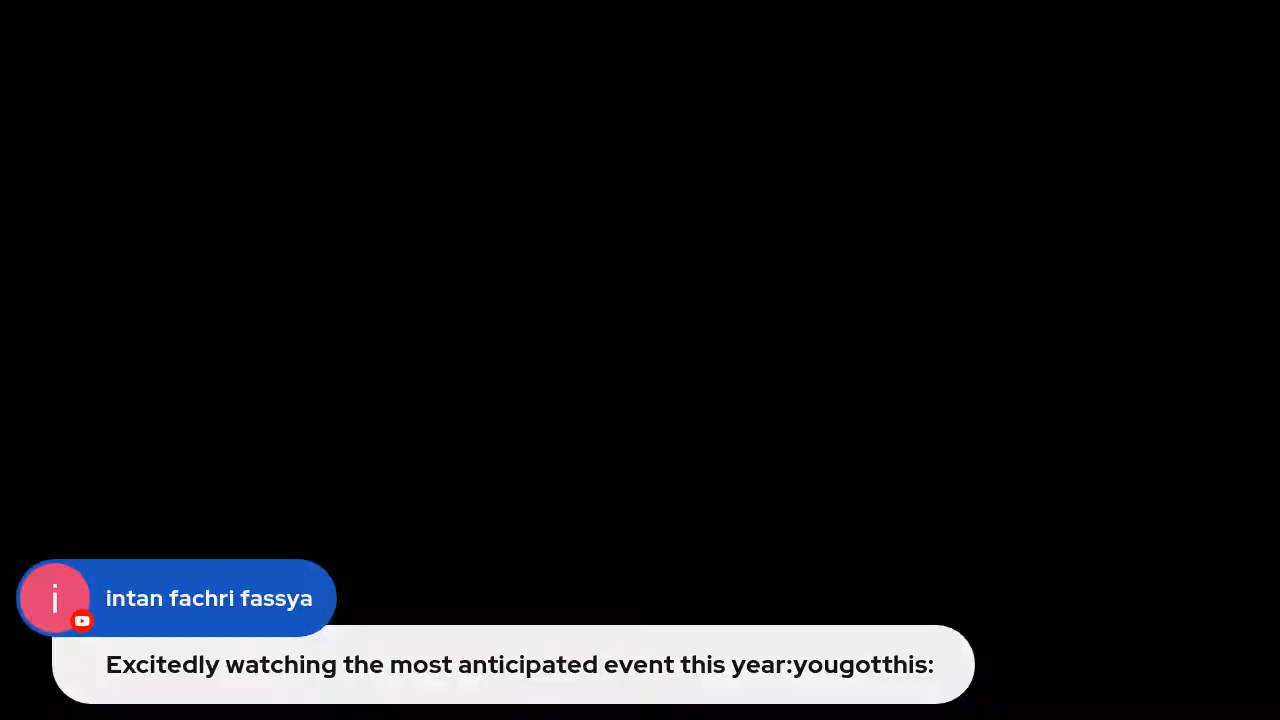 i
intan fachri fassya
Excitedly watching the most anticipated event this year:yougotthis: